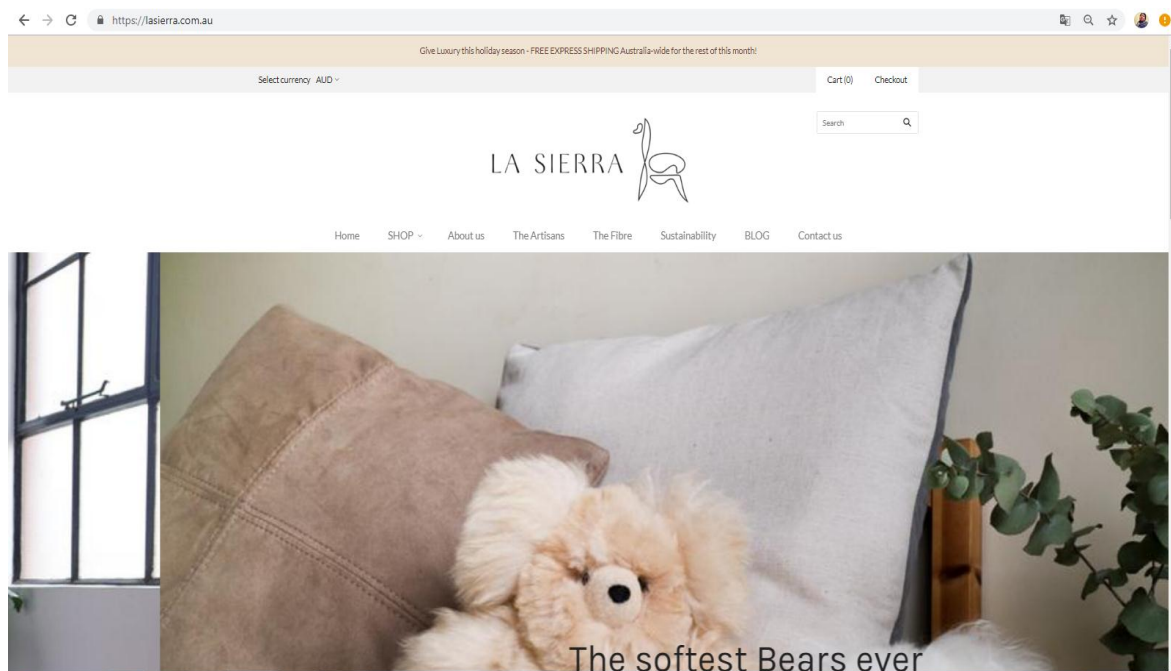 https://lasierra.com.au
Give Luxury this holiday season - FREE EXPRESS SHIPPING Australia-wide for the rest of this month!
Select currency AUD
Cart (0) Checkout
Search
LA SIERRA
Home SHOP About us The Artisans The Fibre Sustainability BLOG Contact us
The softest Bears ever